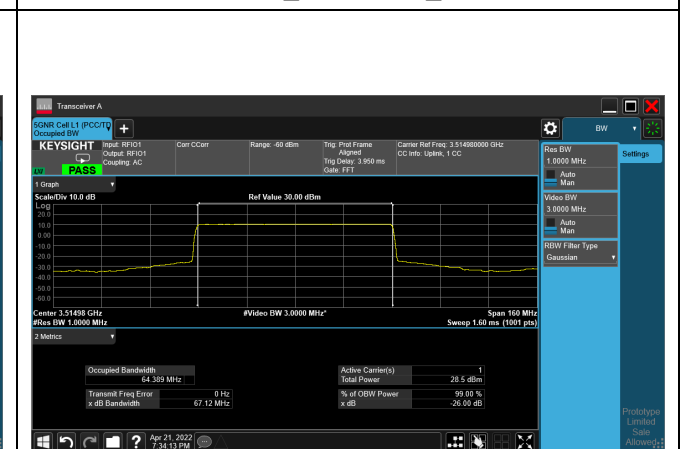 Transceiver A
5GNR Cell L1 (PCC/TD
Occupied BW
BW
KEYSIGHT
Input: RFIO1
Output: RFIO1
Coupling: AC
Corr CCorr
Range: -60 dBm
Trig: Prot Frame
Aligned
Trig Delay: 3.950 ms
Gate: FFT
Carrier Ref Freq: 3.514980000 GHz
CC Info: Uplink, 1 CC
PASS
Res BW
1.0000 MHz
Auto
Man
Settings
Video BW
3.0000 MHz
Auto
Man
RBW Filter Type
Gaussian
1 Graph
Scale/Div 10.0 dB
Ref Value 30.00 dBm
Log
20.0
10.0
0.00
-10.0
-20.0
-30.0
-40.0
-50.0
-60.0
Center 3.51498 GHz
#Video BW 3.0000 MHz*
Span 160 MHz
#Res BW 1.0000 MHz
Sweep 1.60 ms (1001 pts)
2 Metrics
Occupied Bandwidth
64.389 MHz
Active Carrier(s) 1
Total Power 28.5 dBm
Transmit Freq Error 0 Hz
x dB Bandwidth 67.12 MHz
% of OBW Power 99.00 %
x dB -26.00 dB
Prototype
Limited
Sale
Allowed
Apr 21, 2022
7:34:13 PM